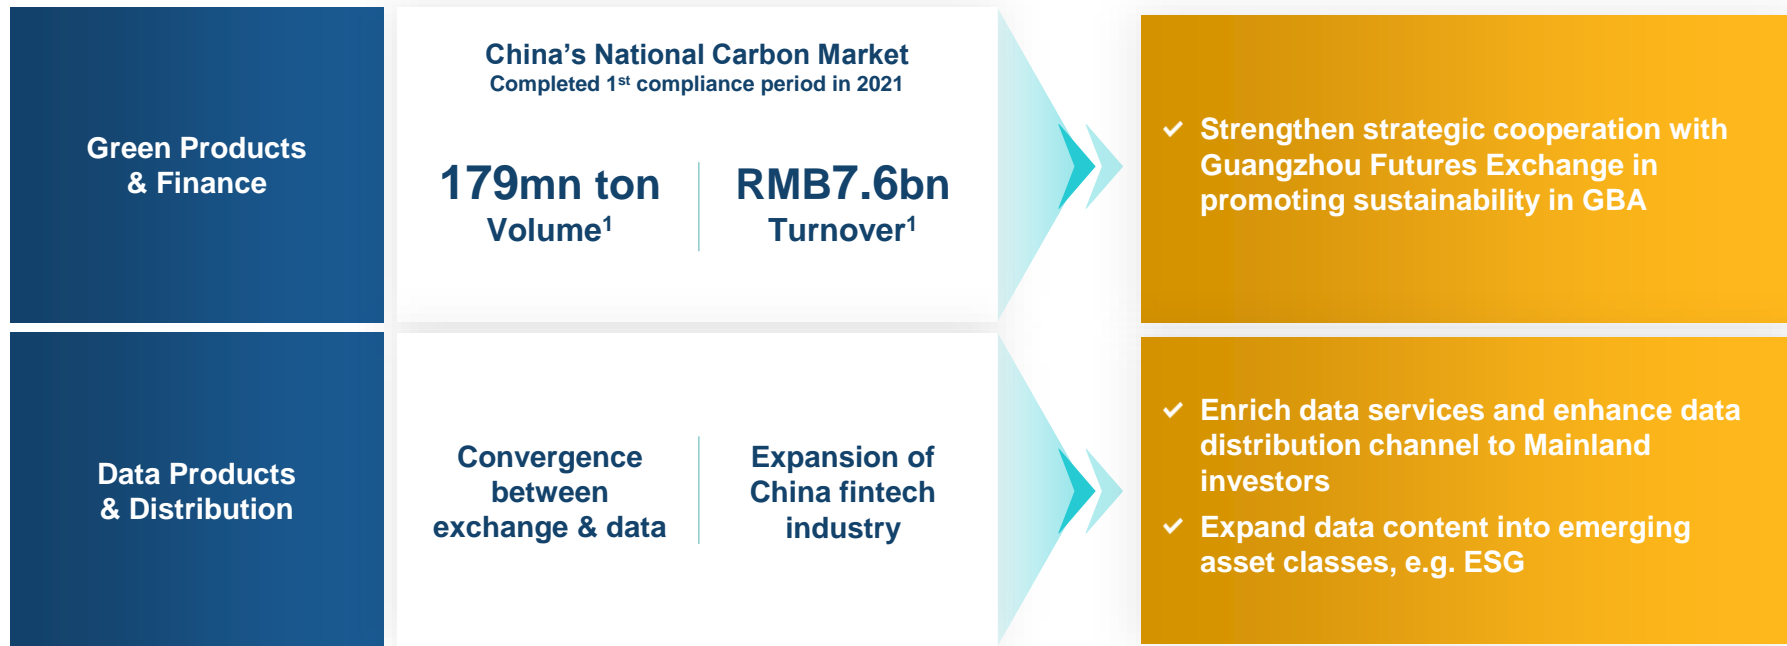 Green Products
& Finance
China’s National Carbon Market
Completed 1st compliance period in 2021
179mn ton
Volume1
RMB7.6bn
Turnover1
✓ Strengthen strategic cooperation with
Guangzhou Futures Exchange in
promoting sustainability in GBA
Data Products
& Distribution
Convergence
between
exchange & data
Expansion of
China fintech
industry
✓ Enrich data services and enhance data
distribution channel to Mainland
investors
✓ Expand data content into emerging
asset classes, e.g. ESG